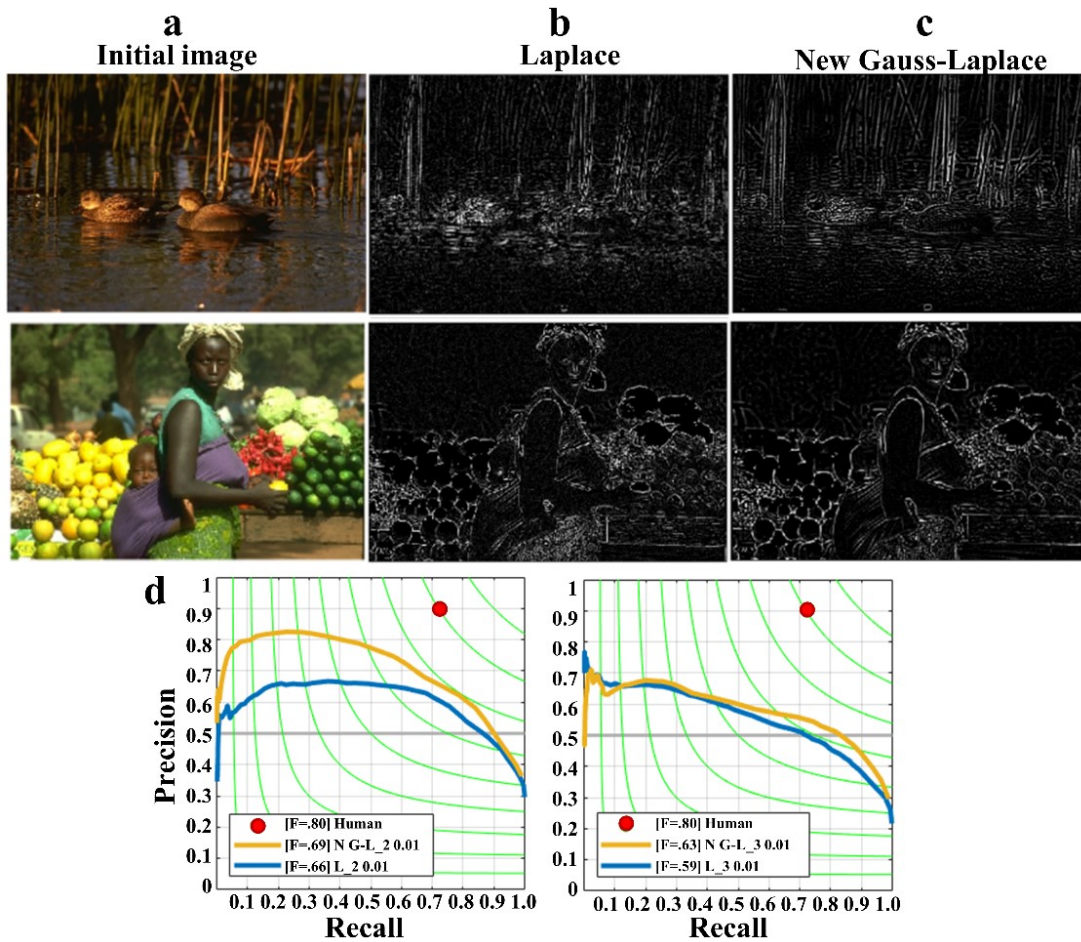 a
b
c
Initial image
Laplace
New Gauss-Laplace
d
Precision
1
0.9
0.8
0.7
0.6
0.5
0.4
0.3
0.2
0.1
0
[F=.80] Human
[F=.69] N G-L_2 0.01
[F=.66] L_2 0.01
0.1 0.2 0.3 0.4 0.5 0.6 0.7 0.8 0.9 1.0
Recall
1
0.9
0.8
0.7
0.6
0.5
0.4
0.3
0.2
0.1
0
[F=.80] Human
[F=.63] N G-L_3 0.01
[F=.59] L_3 0.01
0.1 0.2 0.3 0.4 0.5 0.6 0.7 0.8 0.9 1.0
Recall